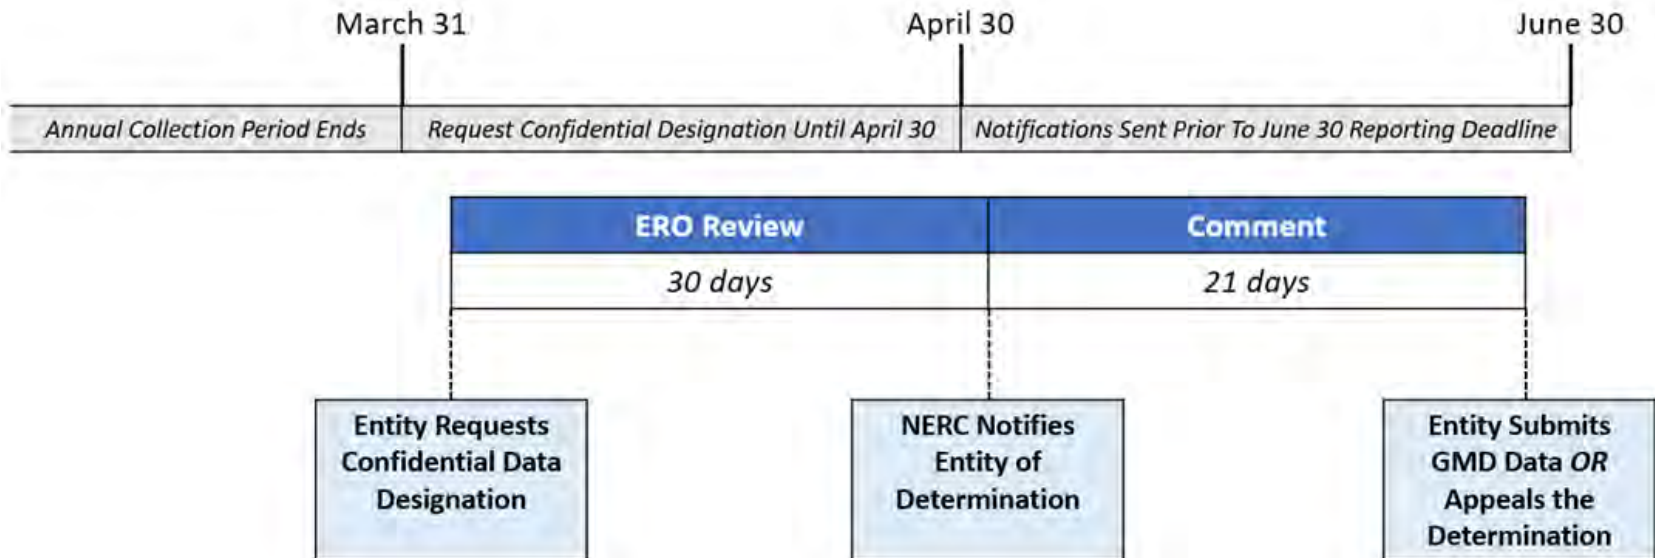 March 31
April 30
June 30
Annual Collection Period Ends
Request Confidential Designation Until April 30
Notifications Sent Prior To June 30 Reporting Deadline
ERO Review
Comment
30 days
21 days
Entity Requests
Confidential Data
Designation
NERC Notifies
Entity of
Determination
Entity Submits
GMD Data OR
Appeals the
Determination